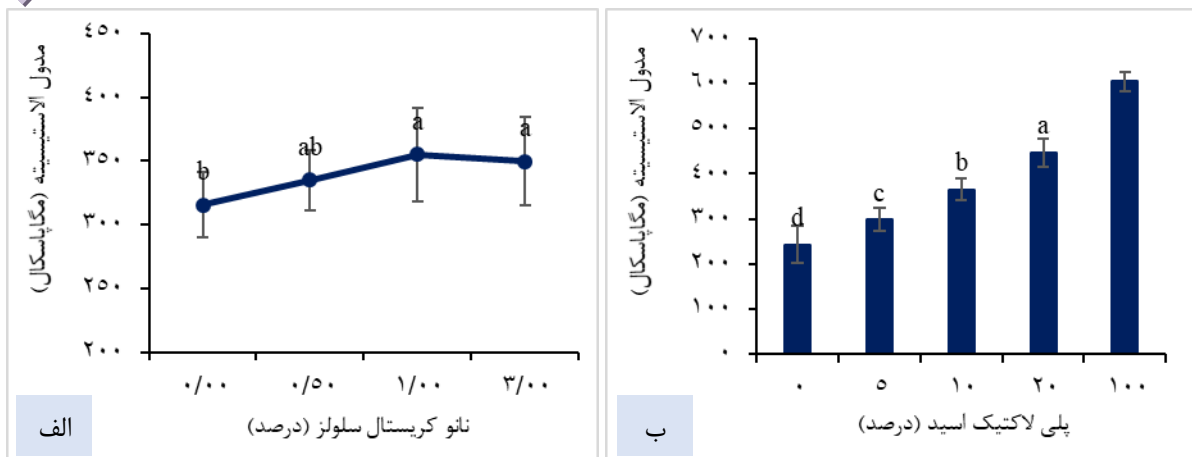 مدول الاستیسیته (مگاپاسکال)
۴۵۰
۴۰۰
۳۵۰
۳۰۰
۲۵۰
۲۰۰
b
ab
a
a
۰/۰۰ ۰/۵۰ ۱/۰۰ ۳/۰۰
نانو کریستال سلولز (درصد)
الف
مدول الاستیسیته (مگاپاسکال)
۷۰۰
۶۰۰
۵۰۰
۴۰۰
۳۰۰
۲۰۰
۱۰۰
۰
d
c
b
a
۰ ۵ ۱۰ ۲۰ ۱۰۰
پلی لاکتیک اسید (درصد)
ب